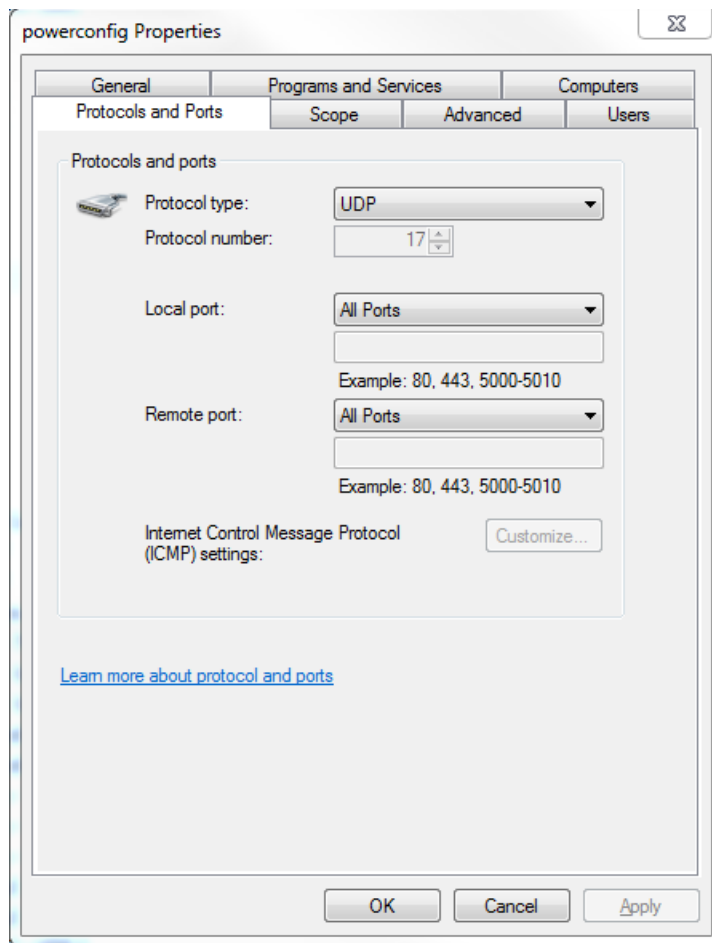 powerconfig Properties
General
Programs and Services
Computers
Protocols and Ports
Scope
Advanced
Users
Protocols and ports
Protocol type:
UDP
Protocol number:
17
Local port:
All Ports
Example: 80, 443, 5000-5010
Remote port:
All Ports
Example: 80, 443, 5000-5010
Internet Control Message Protocol
(ICMP) settings:
Customize...
Learn more about protocol and ports
OK
Cancel
Apply